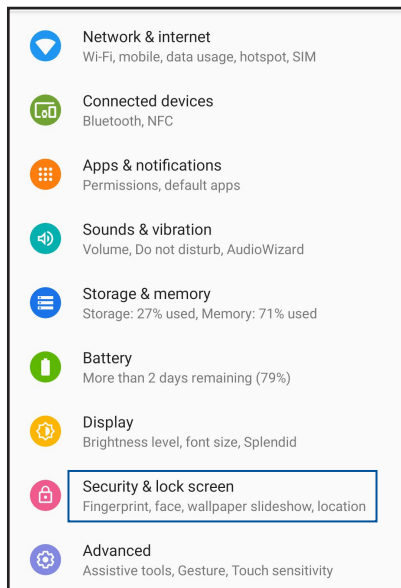 Network & internet
Wi-Fi, mobile, data usage, hotspot, SIM
Connected devices
Bluetooth, NFC
Apps & notifications
Permissions, default apps
Sounds & vibration
Volume, Do not disturb, AudioWizard
Storage & memory
Storage: 27% used, Memory: 71% used
Battery
More than 2 days remaining (79%)
Display
Brightness level, font size, Splendid
Security & lock screen
Fingerprint, face, wallpaper slideshow, location
Advanced
Assistive tools, Gesture, Touch sensitivity